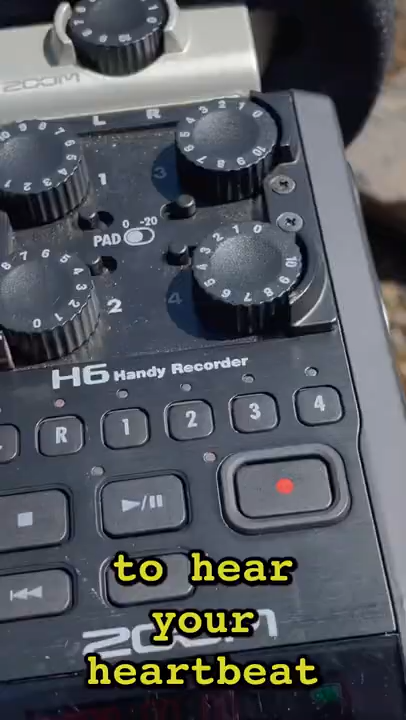 ZOOM
L R
1
3
0 -20
PAD
2
4
H6 Handy Recorder
L R 1 2 3 4
to hear
your
ZOOM
heartbeat